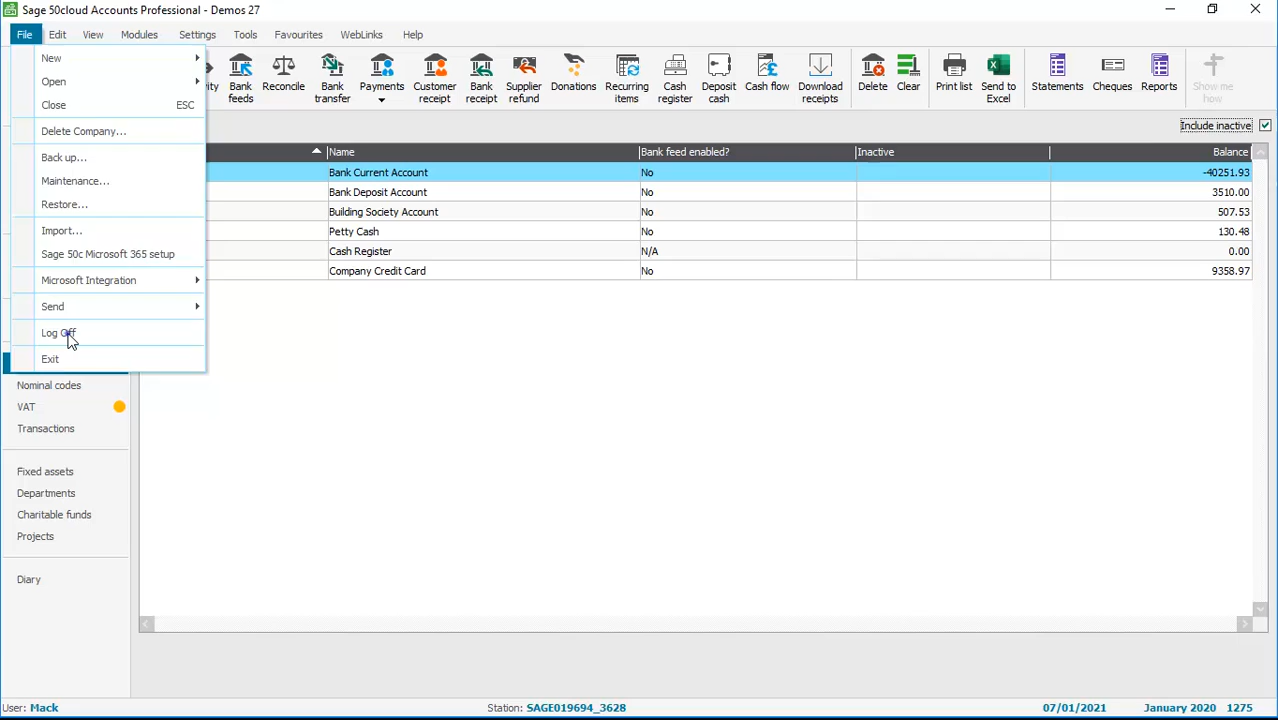 Sage 50cloud Accounts Professional - Demos 27
File Edit View Modules Settings Tools Favourites WebLinks Help
New
Open
Close ESC
Delete Company...
Back up...
Maintenance...
Restore...
Import...
Sage 50c Microsoft 365 setup
Microsoft Integration
Send
Log Off
Exit
Bank feeds
Reconcile
Bank transfer
Payments
Customer receipt
Bank receipt
Supplier refund
Donations
Recurring items
Cash register
Deposit cash
Cash flow
Download receipts
Delete
Clear
Print list
Send to Excel
Statements
Cheques
Reports
Show me how
Include inactive
Name Bank feed enabled? Inactive Balance
Bank Current Account No -40251.93
Bank Deposit Account No 3510.00
Building Society Account No 507.53
Petty Cash No 130.48
Cash Register N/A 0.00
Company Credit Card No 9358.97
Nominal codes
VAT
Transactions
Fixed assets
Departments
Charitable funds
Projects
Diary
User: Mack Station: SAGE019694_3628 07/01/2021 January 2020 1275